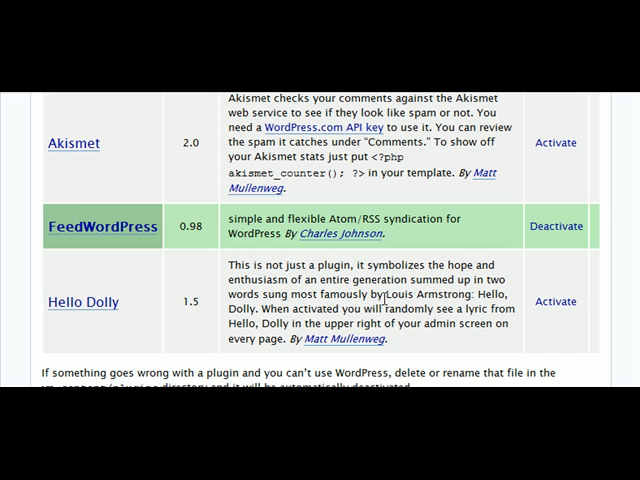 Akismet checks your comments against the Akismet
web service to see if they look like spam or not. You
need a WordPress.com API key to use it. You can review
Akismet 2.0 the spam it catches under “Comments.” To show off Activate
your Akismet stats just put <?php
akismet_counter(); ?> in your template. By Matt
Mullenweg.
FeedWordPress 0.98 simple and flexible Atom/RSS syndication for Deactivate
WordPress By Charles Johnson.
This is not just a plugin, it symbolizes the hope and
enthusiasm of an entire generation summed up in two
words sung most famously by Louis Armstrong: Hello,
Hello Dolly 1.5 Dolly. When activated you will randomly see a lyric from Activate
Hello, Dolly in the upper right of your admin screen on
every page. By Matt Mullenweg.
If something goes wrong with a plugin and you can’t use WordPress, delete or rename that file in the
directory and it will be automatically deactivated.